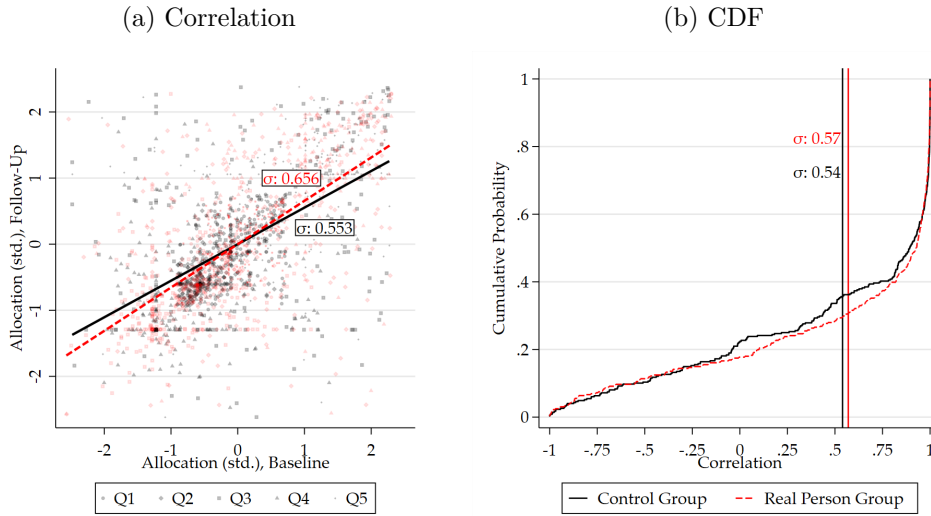 (a) Correlation
Allocation (std.), Follow-Up
2
1
0
-1
-2
σ: 0.656
σ: 0.553
-2 -1 0 1 2
Allocation (std.), Baseline
Q1 Q2 Q3 Q4 Q5
(b) CDF
Cumulative Probability
1
.8
.6
.4
.2
0
σ: 0.57
σ: 0.54
-1 -.75 -.5 -.25 0 .25 .5 .75 1
Correlation
Control Group Real Person Group